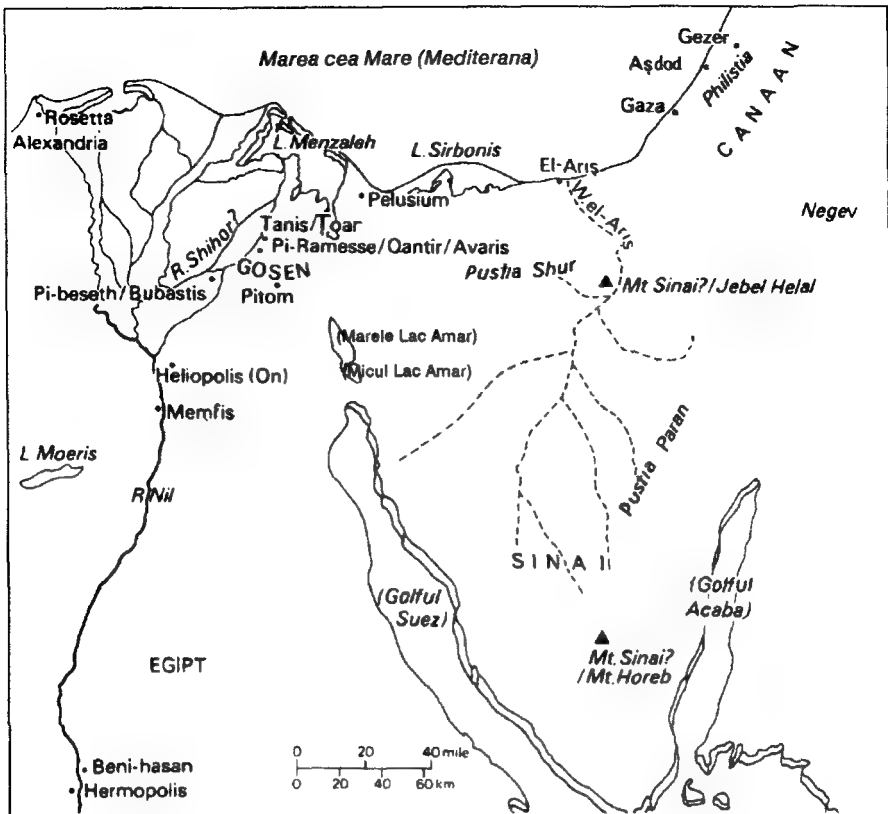 Marea cea Mare (Mediterana)
Gezer
Aşdod
Philistia
Gaza
CANAAN
Rosetta
Alexandria
L. Menzaleh
L. Sirbonis
El-Aris
W.el-Aris
Pelusium
Negev
Tanis/Toar
R.Shihor?
Pi-Ramesse/Qantir/Avaris
GOSEN
Pustia Shur
Pi-beseth/Bubastis
Pitom
Mt Sinai?/Jebel Helal
(Marele Lac Amar)
(Micul Lac Amar)
Heliopolis (On)
Memfis
L Moeris
Pustia Paran
R.Nil
SINAI
(Golful
Suez)
(Golful
Acaba)
EGIPT
Mt.Sinai?
/Mt.Horeb
0 20 40 mile
0 20 40 60 km
Beni-hasan
Hermopolis